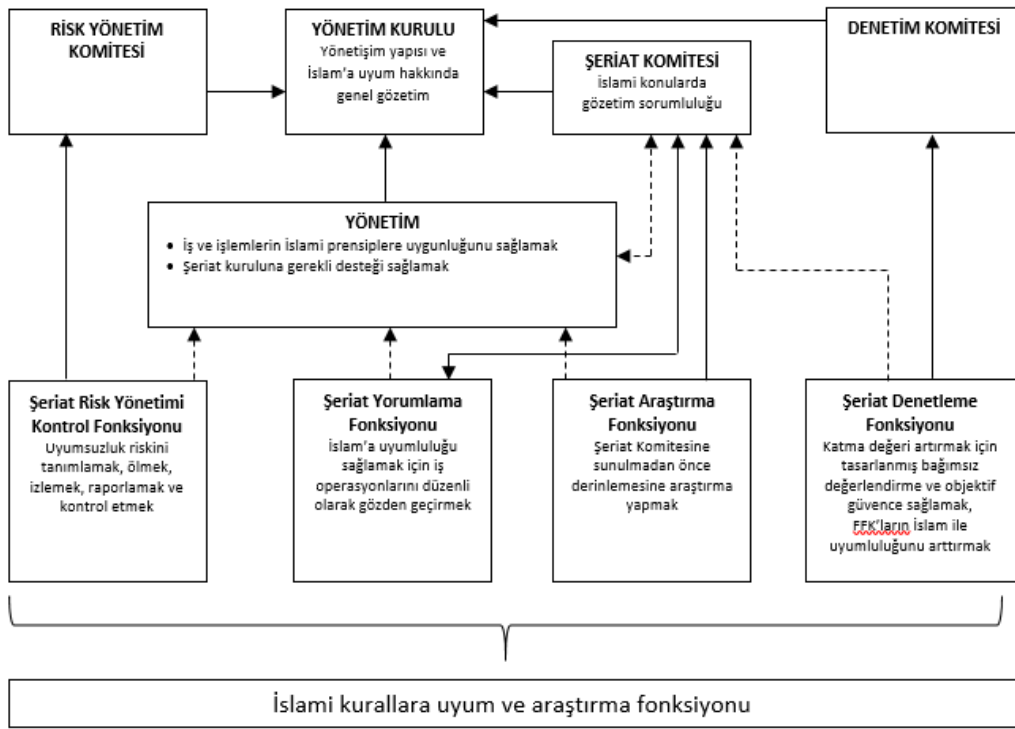 RİSK YÖNETİM
KOMİTESİ
YÖNETİM KURULU
Yönetişim yapısı ve
İslam'a uyum hakkında
genel gözetim
ŞERİAT KOMİTESİ
İslami konularda
gözetim sorumluluğu
DENETİM KOMİTESİ
YÖNETİM
• İş ve işlemlerin İslami prensiplere uygunluğunu sağlamak
• Şeriat kuruluna gerekli desteği sağlamak
Şeriat Risk Yönetimi
Kontrol Fonksiyonu
Uyumsuzluk riskini
tanımlamak, ölmek,
izlemek, raporlamak ve
kontrol etmek
Şeriat Yorumlama
Fonksiyonu
İslam'a uyumluluğu
sağlamak için iş
operasyonlarını düzenli
olarak gözden geçirmek
Şeriat Araştırma
Fonksiyonu
Şeriat Komitesine
sunulmadan önce
derinlemesine araştırma
yapmak
Şeriat Denetleme
Fonksiyonu
Katma değeri artırmak için
tasarlanmış bağımsız
değerlendirme ve objektif
güvence sağlamak,
FFK'ların İslam ile
uyumluluğunu arttırmak
İslami kurallara uyum ve araştırma fonksiyonu